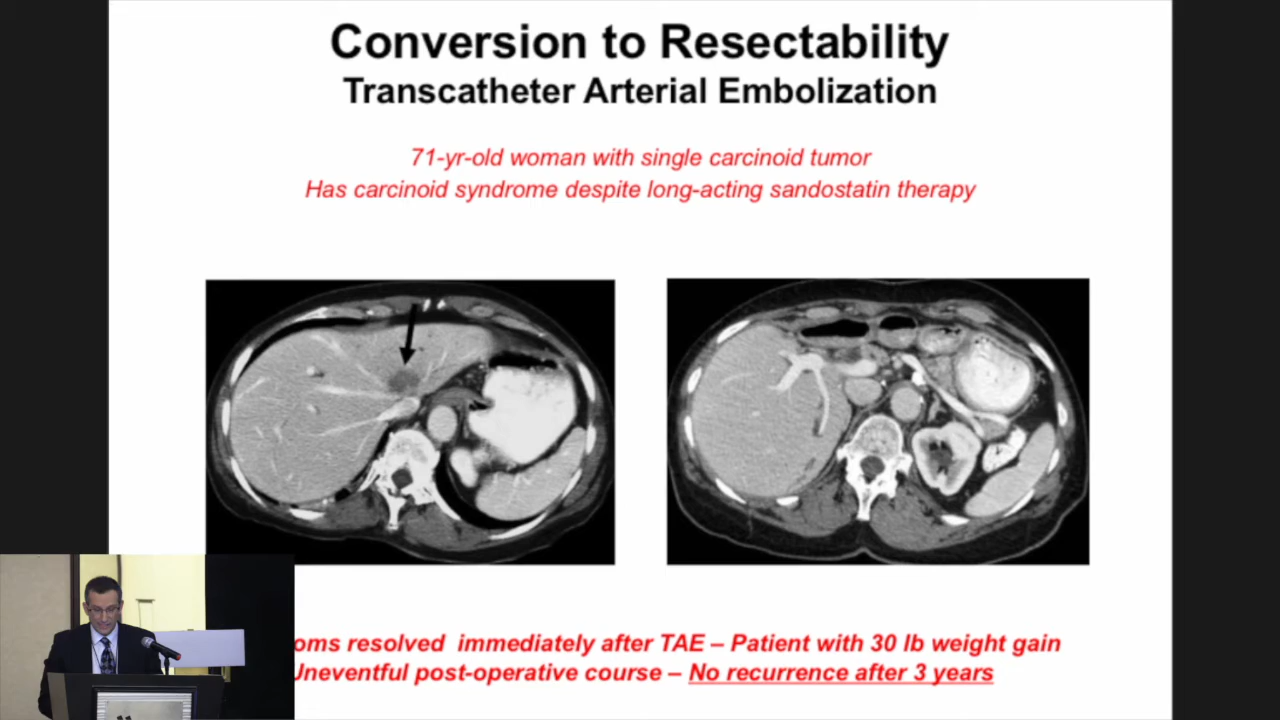 Conversion to Resectability
Transcatheter Arterial Embolization
71-yr-old woman with single carcinoid tumor
Has carcinoid syndrome despite long-acting sandostatin therapy
resolved immediately after TAE – Patient with 30 lb weight gain
Uneventful post-operative course – No recurrence after 3 years